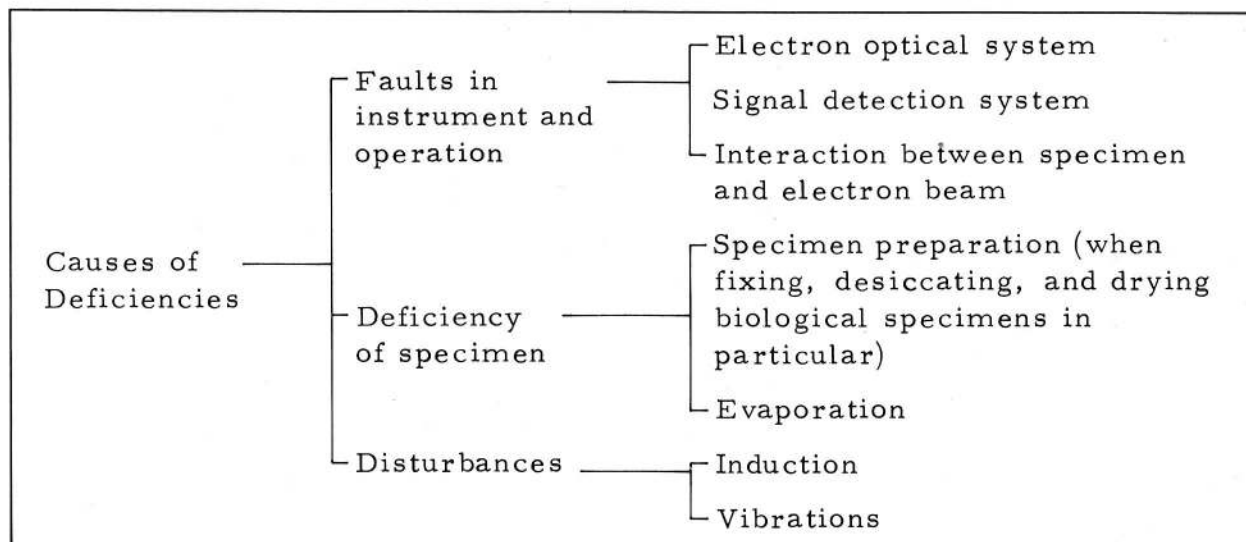 Causes of
Deficiencies
Faults in
instrument and
operation
Electron optical system
Signal detection system
Interaction between specimen
and electron beam
Deficiency
of specimen
Specimen preparation (when
fixing, desiccating, and drying
biological specimens in
particular)
Evaporation
Disturbances
Induction
Vibrations